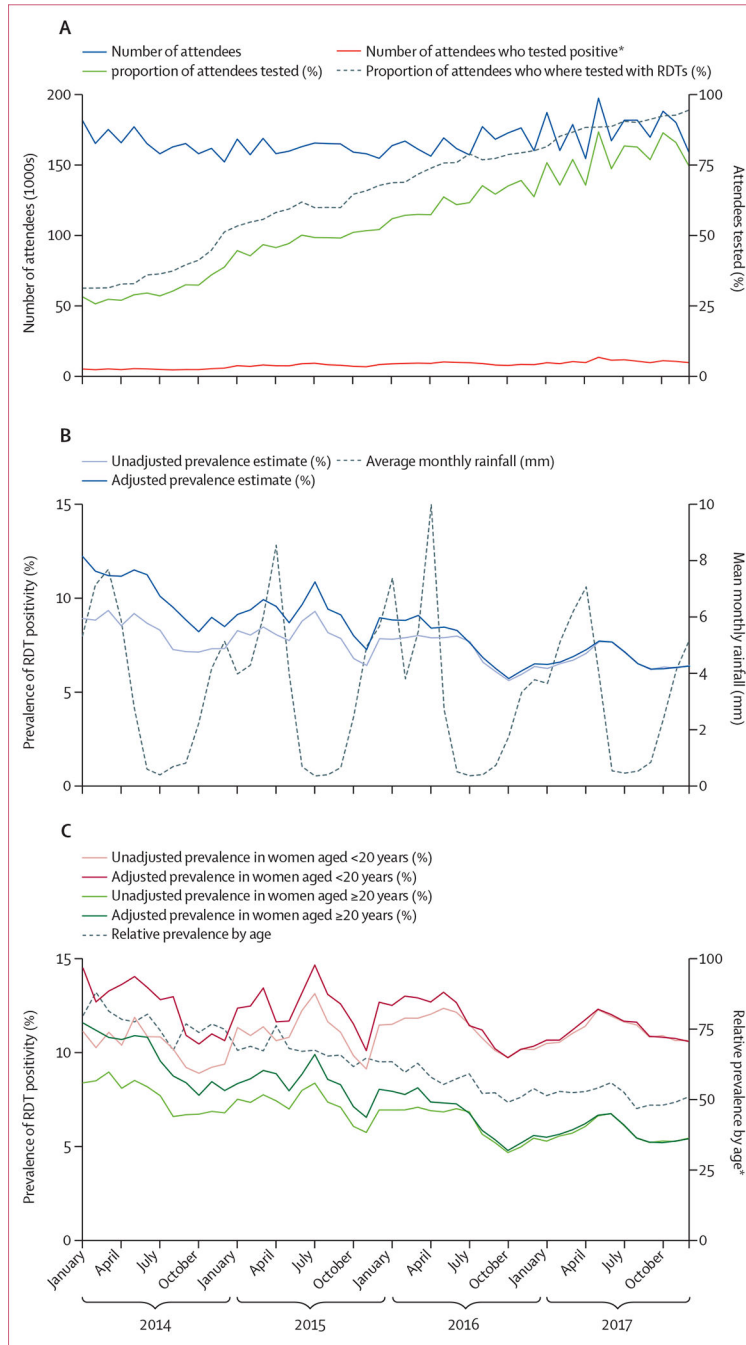 A
Number of attendees
Number of attendees who tested positive*
proportion of attendees tested (%)
Proportion of attendees who where tested with RDTs (%)
200
150
100
50
0
Number of attendees (1000s)
100
75
50
25
0
Attendees tested (%)
B
Unadjusted prevalence estimate (%)
Average monthly rainfall (mm)
Adjusted prevalence estimate (%)
15
10
5
0
Prevalence of RDT positivity (%)
10
8
6
4
2
0
Mean monthly rainfall (mm)
C
Unadjusted prevalence in women aged <20 years (%)
Adjusted prevalence in women aged <20 years (%)
Unadjusted prevalence in women aged ≥20 years (%)
Adjusted prevalence in women aged ≥20 years (%)
Relative prevalence by age
15
10
5
0
Prevalence of RDT positivity (%)
100
75
50
25
0
Relative prevalence by age*
January
April
July
October
January
April
July
October
January
April
July
October
January
April
July
October
2014
2015
2016
2017